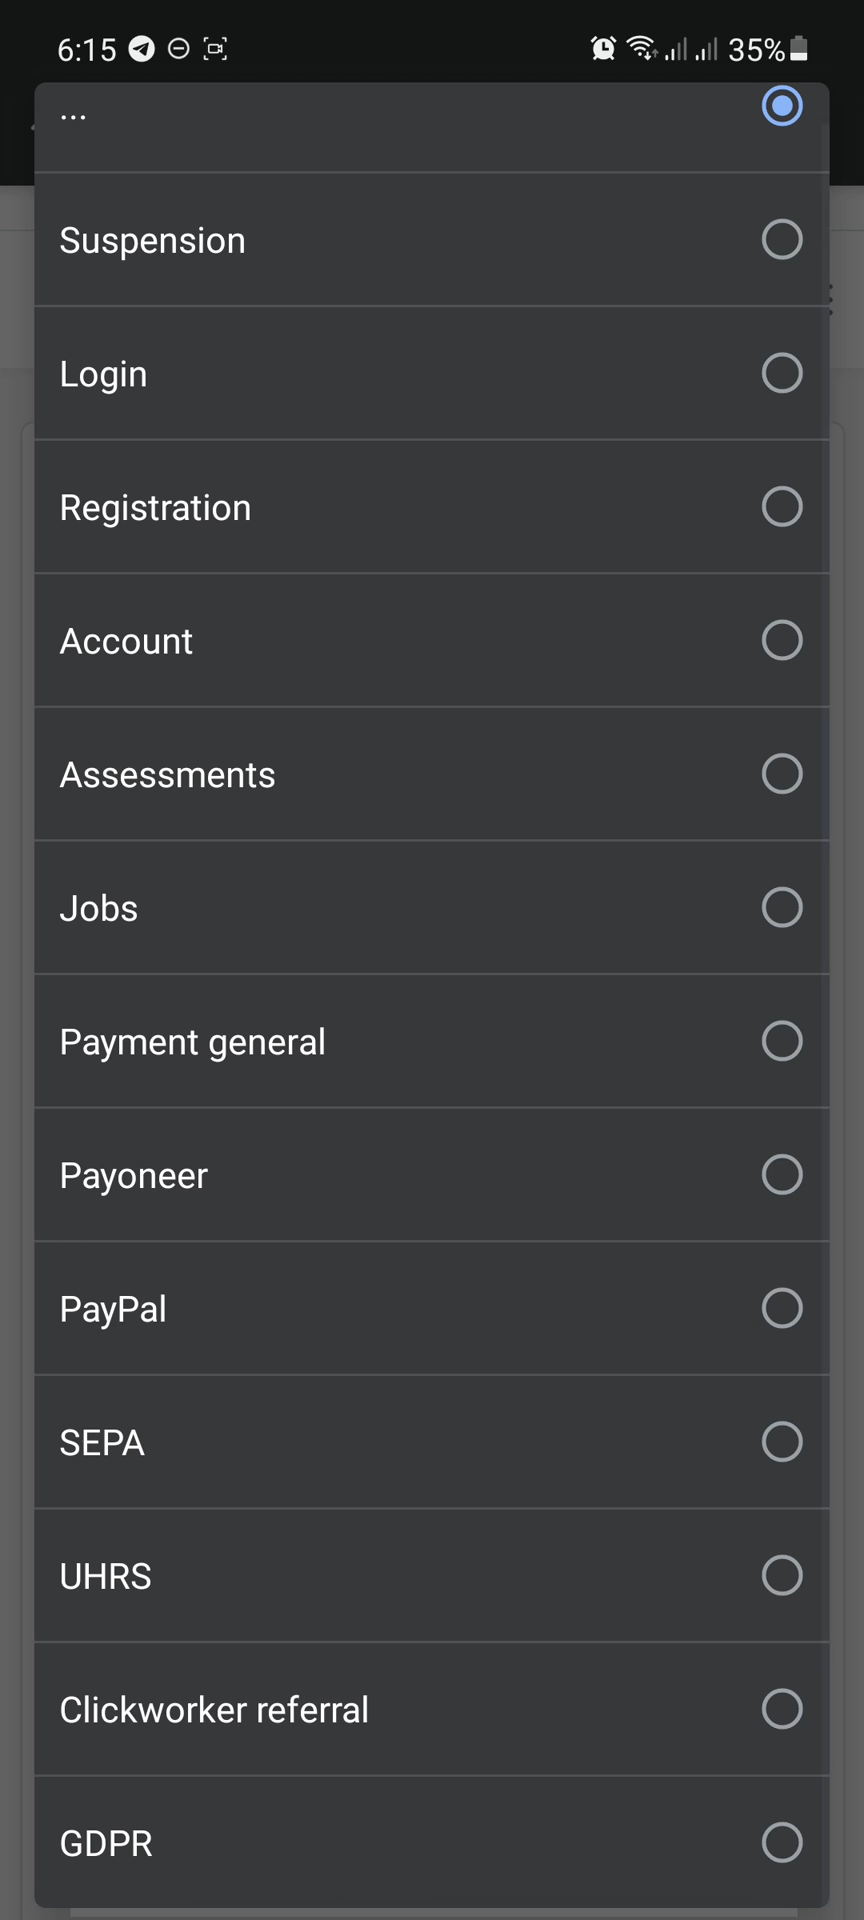 6:15
35%
...
Suspension
Login
Registration
Account
Assessments
Jobs
Payment general
Payoneer
PayPal
SEPA
UHRS
Clickworker referral
GDPR